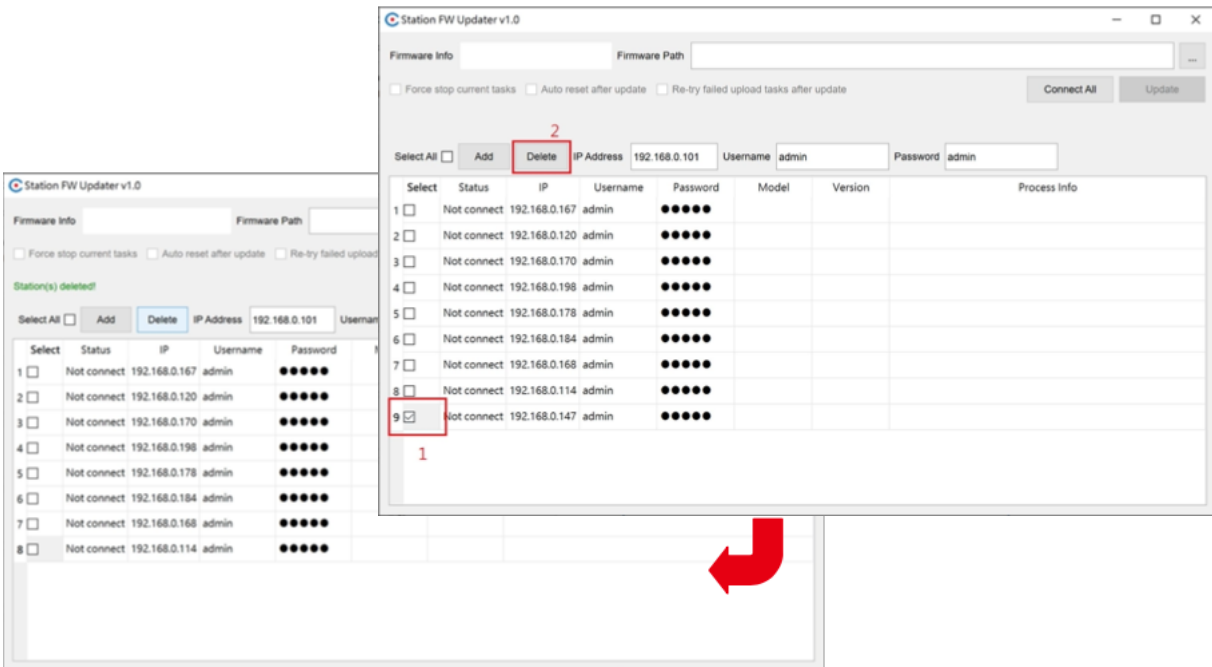 Station FW Updater v1.0
Firmware Info Firmware Path ...
Force stop current tasks Auto reset after update Re-try failed upload tasks after update Connect All Update
2
Select All Add Delete IP Address 192.168.0.101 Username admin Password admin
Select Status IP Username Password Model Version Process Info
1 Not connect 192.168.0.167 admin ●●●●●
2 Not connect 192.168.0.120 admin ●●●●●
3 Not connect 192.168.0.170 admin ●●●●●
4 Not connect 192.168.0.198 admin ●●●●●
5 Not connect 192.168.0.178 admin ●●●●●
6 Not connect 192.168.0.184 admin ●●●●●
7 Not connect 192.168.0.168 admin ●●●●●
8 Not connect 192.168.0.114 admin ●●●●●
9 Not connect 192.168.0.147 admin ●●●●●
1
Station FW Updater v1.0
Firmware Info Firmware Path
Force stop current tasks Auto reset after update Re-try failed upload
Station(s) deleted!
Select All Add Delete IP Address 192.168.0.101
Select Status IP Username Password
1 Not connect 192.168.0.167 admin ●●●●●
2 Not connect 192.168.0.120 admin ●●●●●
3 Not connect 192.168.0.170 admin ●●●●●
4 Not connect 192.168.0.198 admin ●●●●●
5 Not connect 192.168.0.178 admin ●●●●●
6 Not connect 192.168.0.184 admin ●●●●●
7 Not connect 192.168.0.168 admin ●●●●●
8 Not connect 192.168.0.114 admin ●●●●●